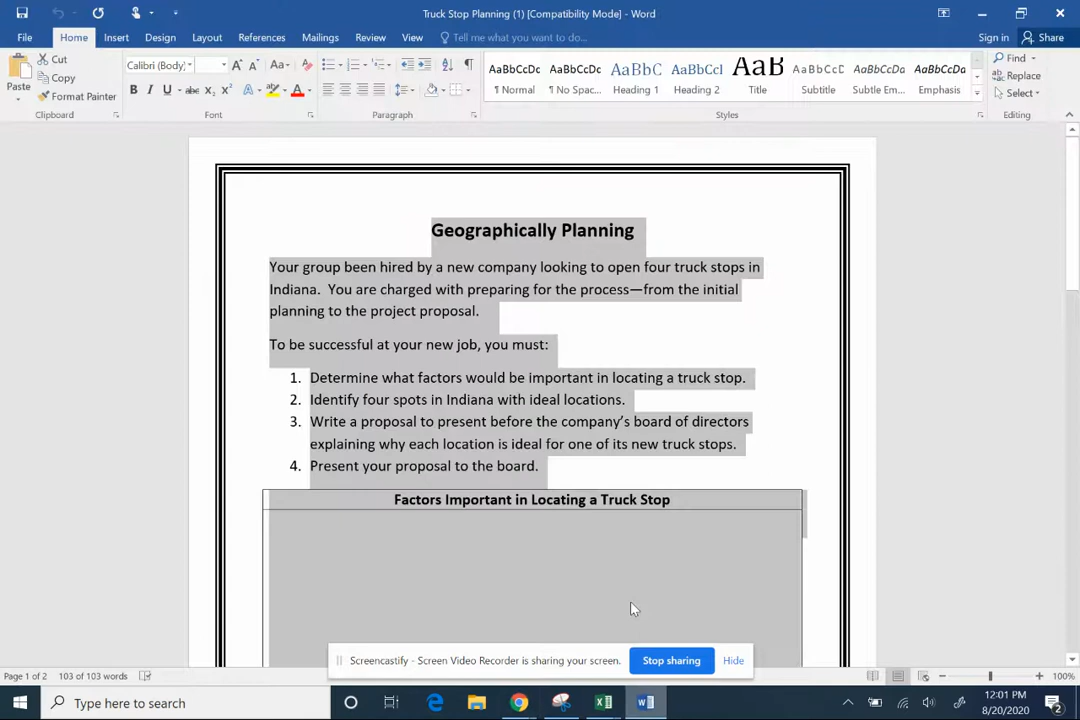 Truck Stop Planning (1) [Compatibility Mode] - Word
File Home Insert Design Layout References Mailings Review View Tell me what you want to do... Sign in Share
Paste Cut Copy Format Painter
Clipboard
Calibri (Body) Aa B I U abc X₂ X² A A
Font
Paragraph
AaBbCcDc AaBbCcDc AaBbC AaBbCcl AaB AaBbCcD AaBbCcDa AaBbCcDa
¶ Normal ¶ No Spac... Heading 1 Heading 2 Title Subtitle Subtle Em... Emphasis
Styles
Find
Replace
Select
Editing
Geographically Planning
Your group been hired by a new company looking to open four truck stops in
Indiana. You are charged with preparing for the process—from the initial
planning to the project proposal.
To be successful at your new job, you must:
1. Determine what factors would be important in locating a truck stop.
2. Identify four spots in Indiana with ideal locations.
3. Write a proposal to present before the company's board of directors
explaining why each location is ideal for one of its new truck stops.
4. Present your proposal to the board.
Factors Important in Locating a Truck Stop
Screencastify - Screen Video Recorder is sharing your screen. Stop sharing Hide
Page 1 of 2 103 of 103 words 100%
Type here to search
12:01 PM
8/20/2020
2